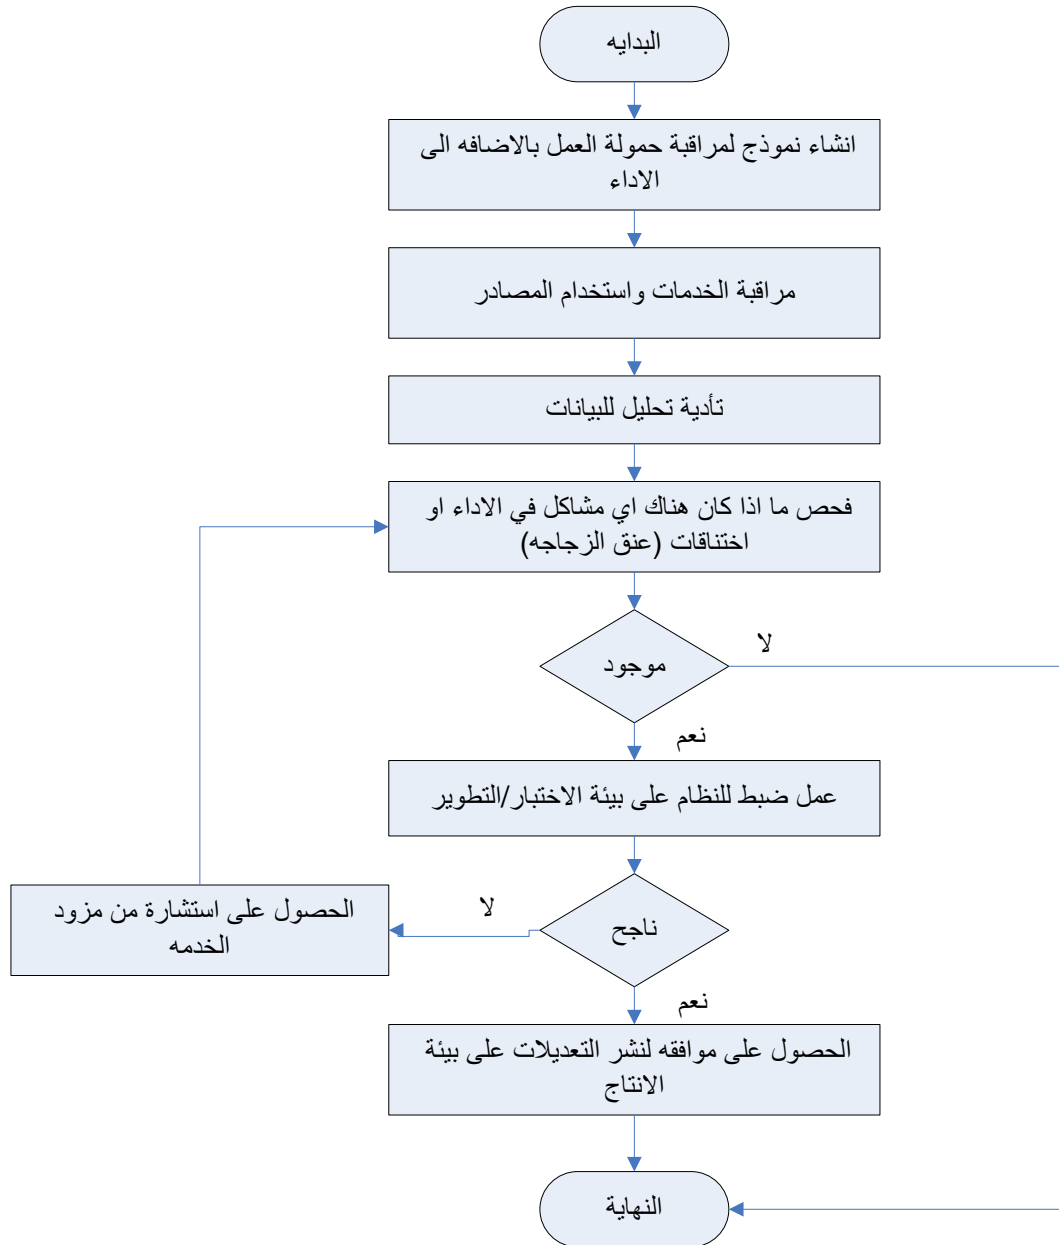 البدايه
انشاء نموذج لمراقبة حمولة العمل بالاضافه الى
الاداء
مراقبة الخدمات واستخدام المصادر
تأدية تحليل للبيانات
فحص ما اذا كان هناك اي مشاكل في الاداء او
اختناقات (عنق الزجاجه)
موجود
لا
نعم
عمل ضبط للنظام على بيئة الاختبار/التطوير
ناجح
لا
الحصول على استشارة من مزود
الخدمه
نعم
الحصول على موافقه لنشر التعديلات على بيئة
الانتاج
النهاية